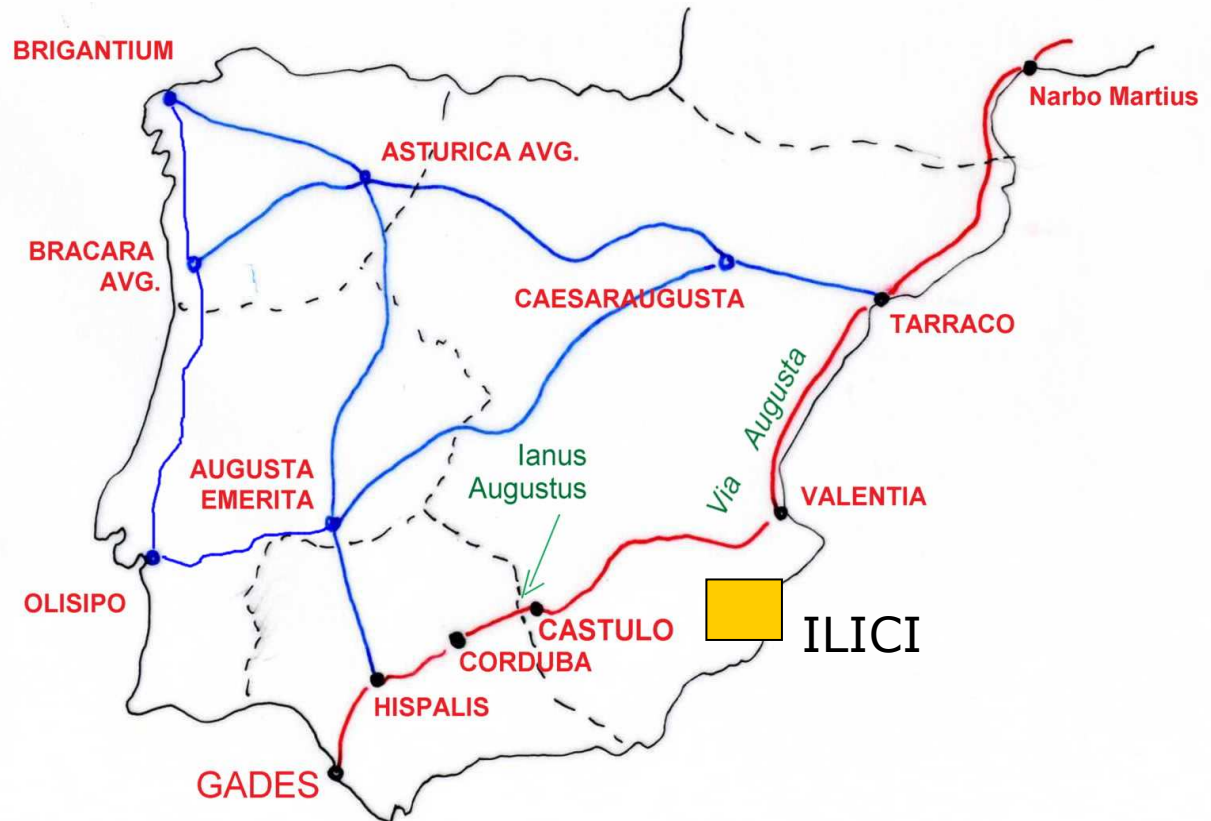 BRIGANTIUM
Narbo Martius
ASTURICA AVG.
BRACARA
AVG.
CAESARAUGUSTA
TARRACO
Via Augusta
Ianus
Augustus
AUGUSTA
EMERITA
VALENTIA
OLISIPO
CASTULO
ILICI
CORDUBA
HISPALIS
GADES